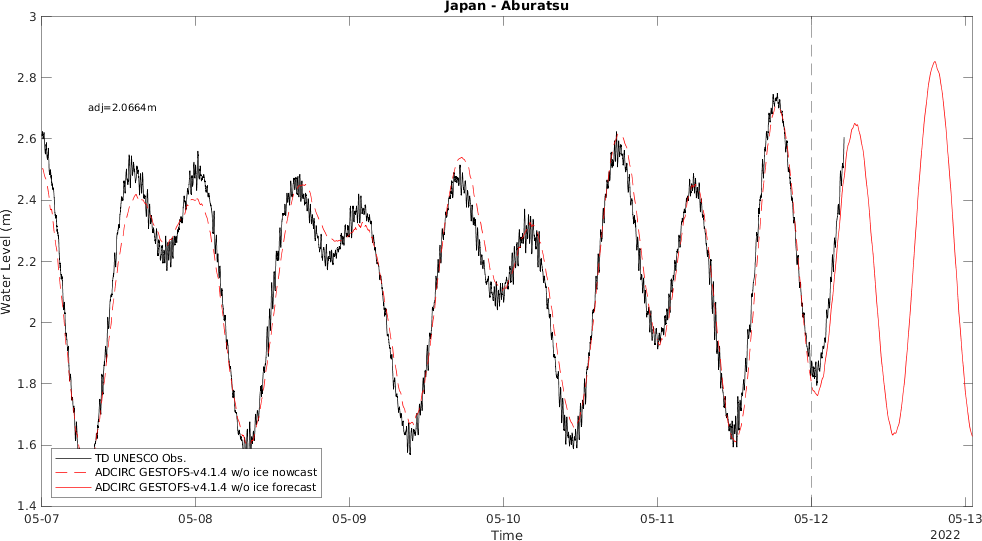 Japan - Aburatsu
3
2.8
adj=2.0664m
2.6
2.4
2.2
2
1.8
1.6
1.4
Water Level (m)
TD UNESCO Obs.
ADCIRC GESTOFS-v4.1.4 w/o ice nowcast
ADCIRC GESTOFS-v4.1.4 w/o ice forecast
05-07 05-08 05-09 05-10 05-11 05-12 05-13
Time
2022